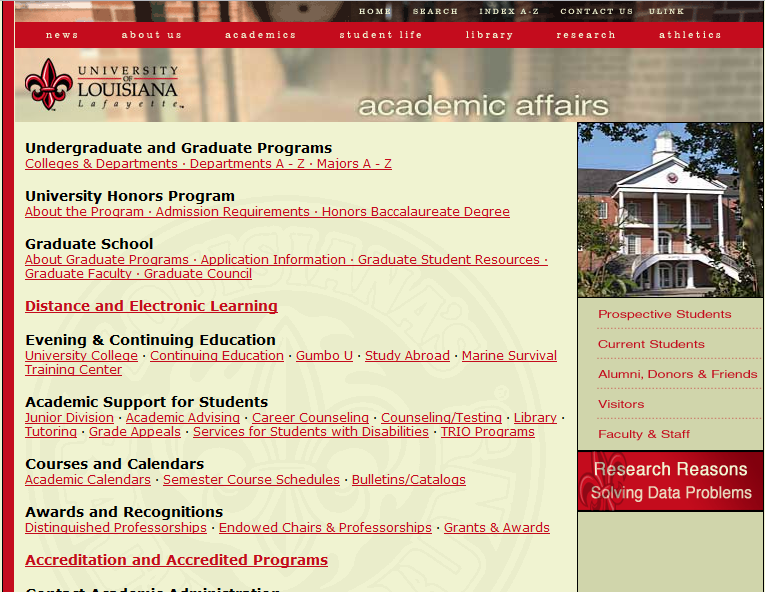 HOME SEARCH INDEX A-Z CONTACT US ULINK
news about us academics student life library research athletics
UNIVERSITY
OF
LOUISIANA
Lafayette
academic affairs
Undergraduate and Graduate Programs
Colleges & Departments · Departments A - Z · Majors A - Z
University Honors Program
About the Program · Admission Requirements · Honors Baccalaureate Degree
Graduate School
About Graduate Programs · Application Information · Graduate Student Resources ·
Graduate Faculty · Graduate Council
Distance and Electronic Learning
Evening & Continuing Education
University College · Continuing Education · Gumbo U · Study Abroad · Marine Survival
Training Center
Academic Support for Students
Junior Division · Academic Advising · Career Counseling · Counseling/Testing · Library ·
Tutoring · Grade Appeals · Services for Students with Disabilities · TRIO Programs
Courses and Calendars
Academic Calendars · Semester Course Schedules · Bulletins/Catalogs
Awards and Recognitions
Distinguished Professorships · Endowed Chairs & Professorships · Grants & Awards
Accreditation and Accredited Programs
Contact Academic Administration
Prospective Students
Current Students
Alumni, Donors & Friends
Visitors
Faculty & Staff
Research Reasons
Solving Data Problems